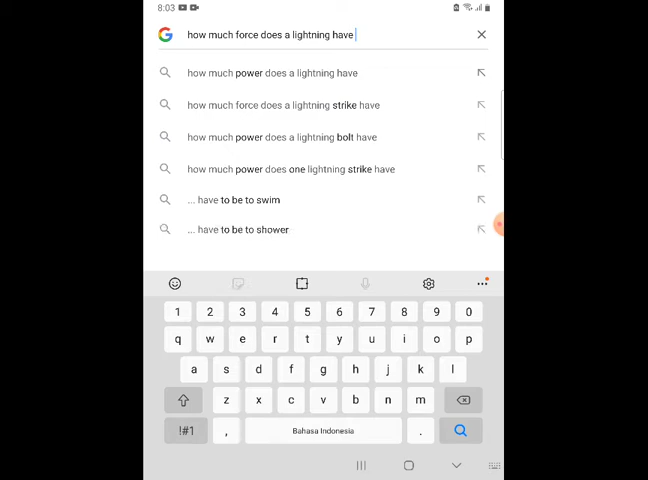 8:03
how much force does a lightning have
how much power does a lightning have
how much force does a lightning strike have
how much power does a lightning bolt have
how much power does one lightning strike have
... have to be to swim
... have to be to shower
1 2 3 4 5 6 7 8 9 0
q w e r t y u i o p
a s d f g h j k l
z x c v b n m
!#1 , Bahasa Indonesia .